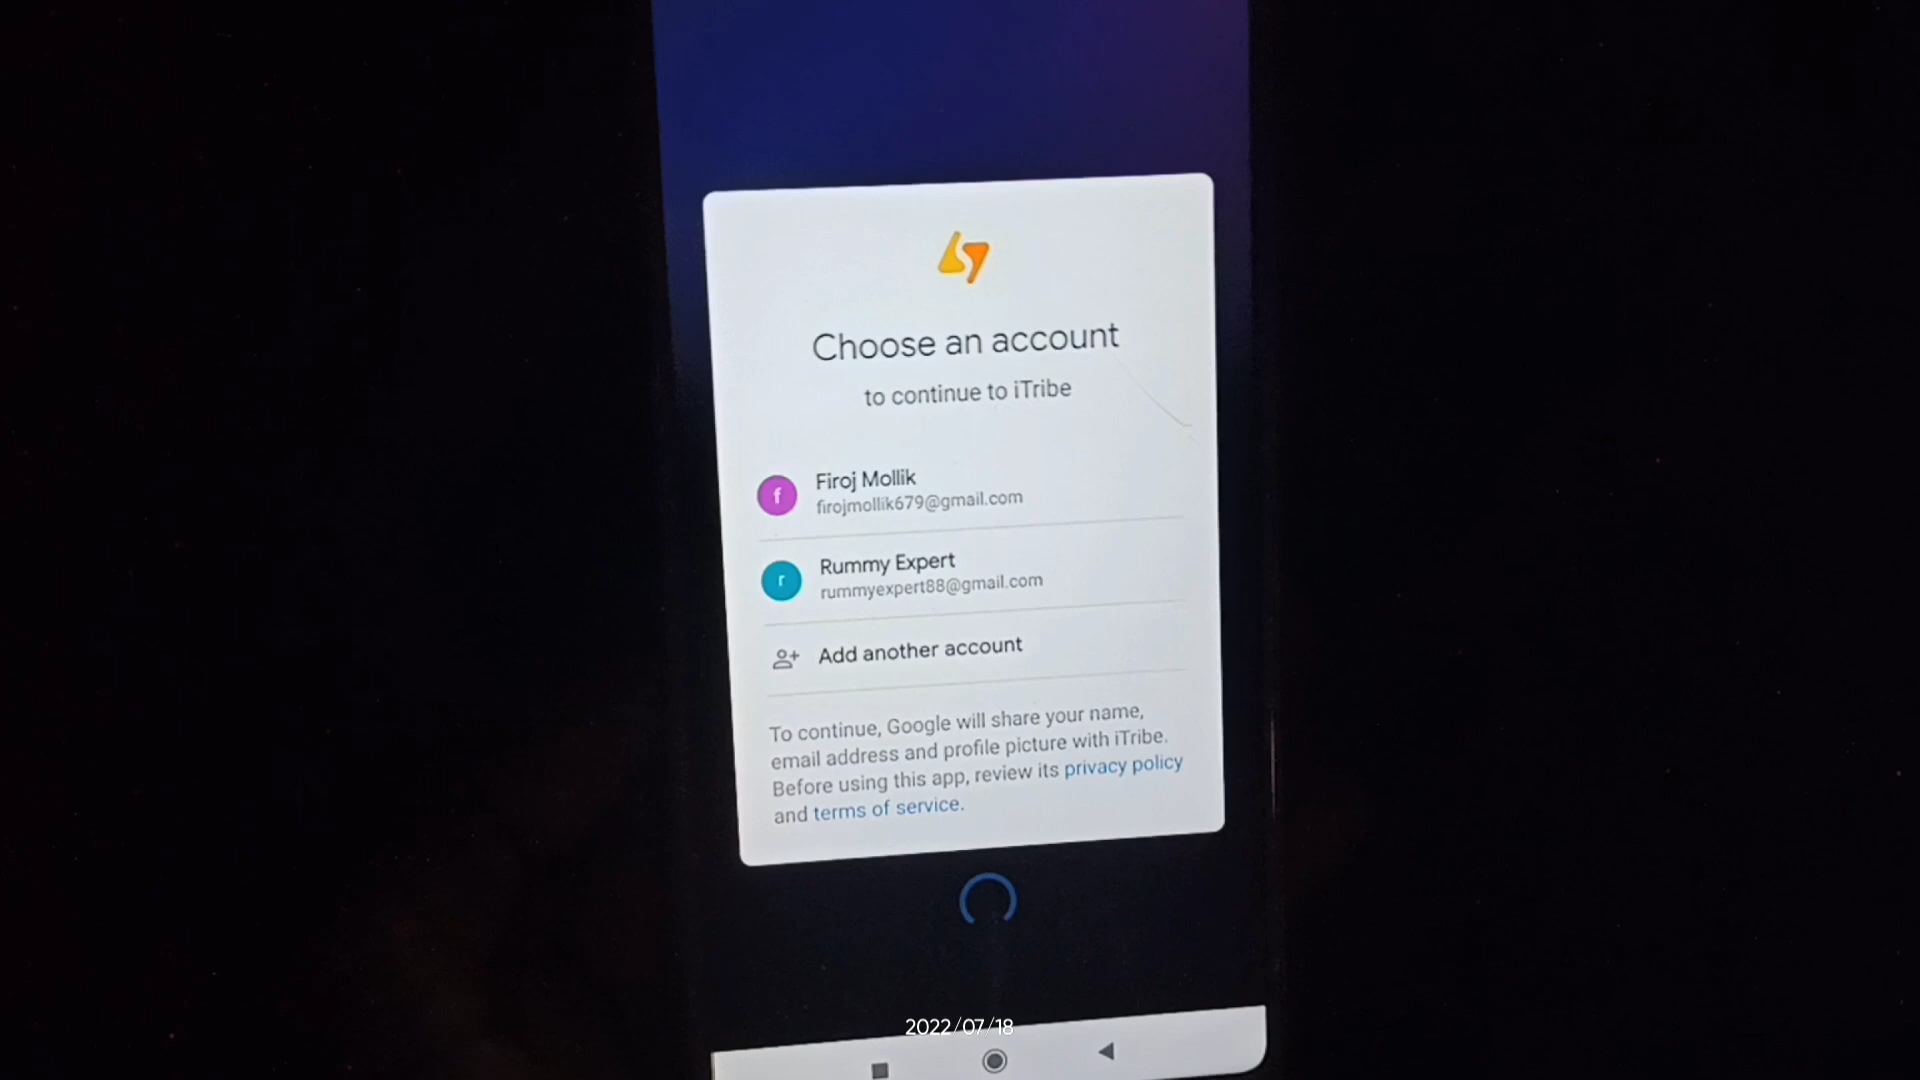 Choose an account
to continue to iTribe
f
Firoj Mollik
firojmollik679@gmail.com
r
Rummy Expert
rummyexpert88@gmail.com
Add another account
To continue, Google will share your name,
email address and profile picture with iTribe.
Before using this app, review its privacy policy
and terms of service.
2022/07/18